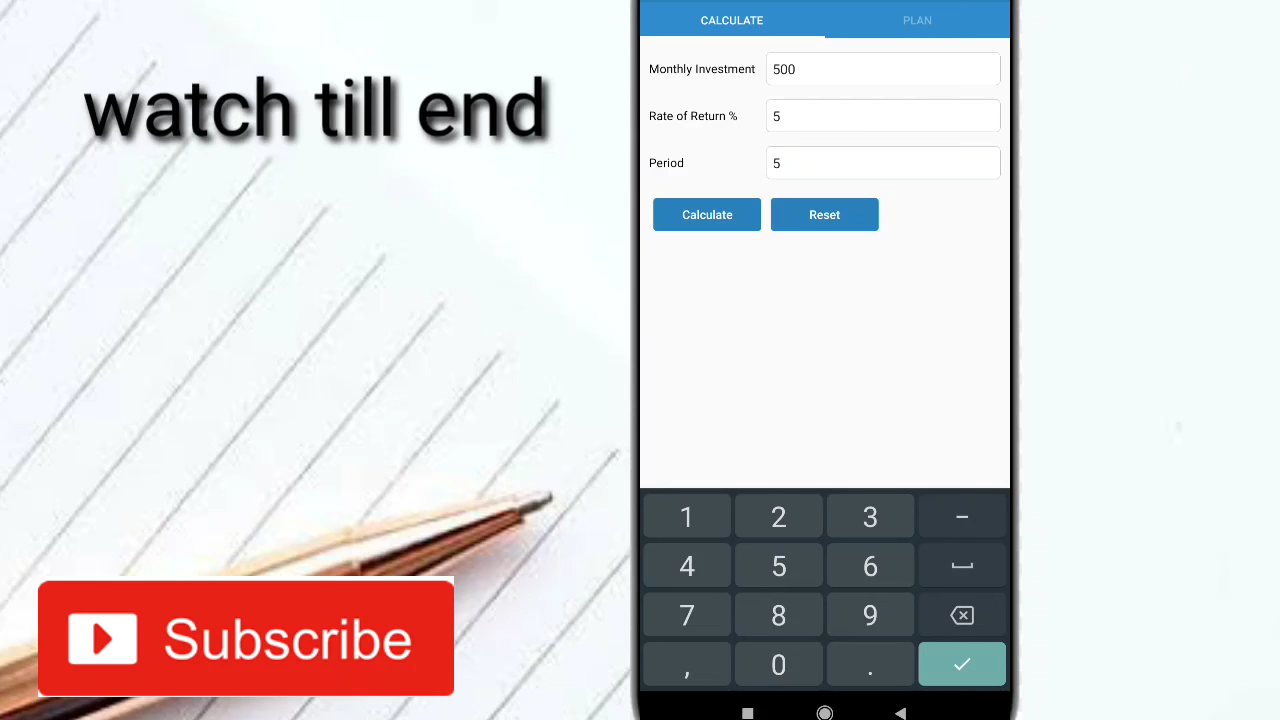 watch till end
Subscribe
CALCULATE PLAN
Monthly Investment 500
Rate of Return % 5
Period 5
Calculate Reset
1 2 3 –
4 5 6
7 8 9
, 0 .